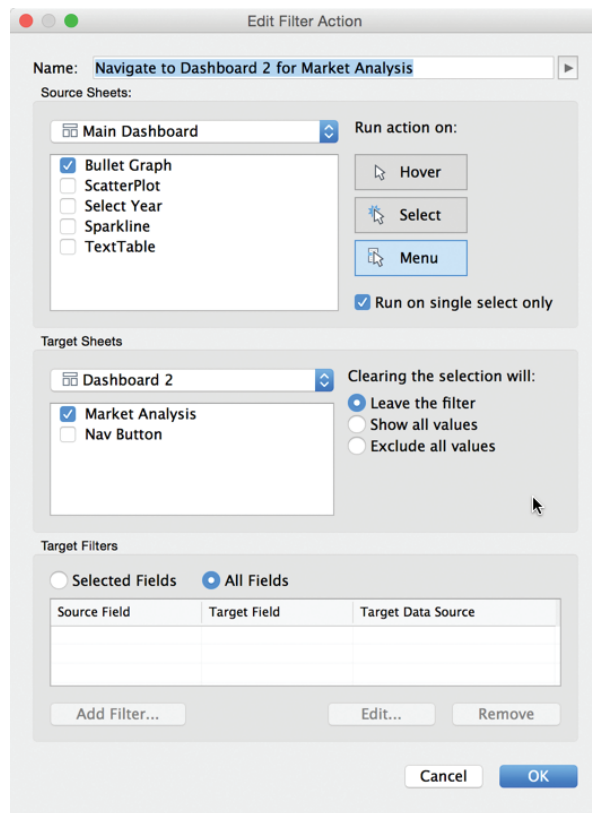 Edit Filter Action
Name: Navigate to Dashboard 2 for Market Analysis
Source Sheets:
Main Dashboard
Bullet Graph
ScatterPlot
Select Year
Sparkline
TextTable
Run action on:
Hover
Select
Menu
Run on single select only
Target Sheets
Dashboard 2
Market Analysis
Nav Button
Clearing the selection will:
Leave the filter
Show all values
Exclude all values
Target Filters
Selected Fields All Fields
Source Field Target Field Target Data Source
Add Filter... Edit... Remove
Cancel OK